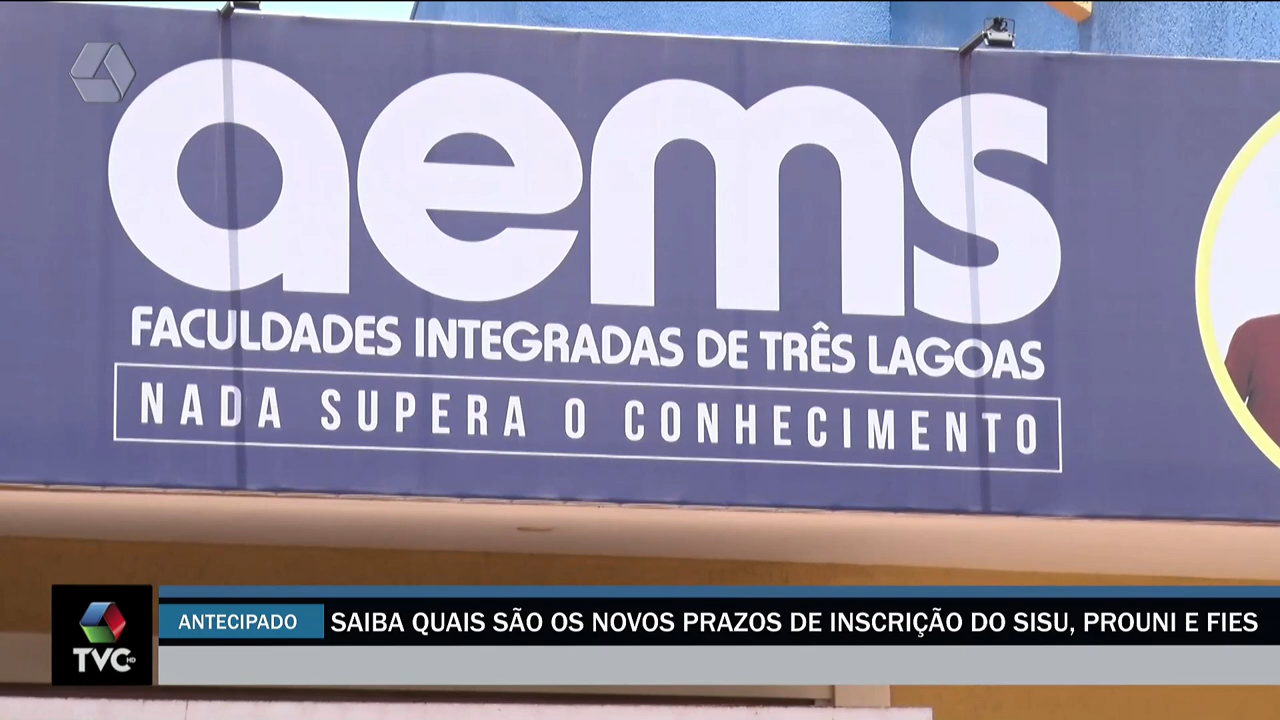 aems
FACULDADES INTEGRADAS DE TRÊS LAGOAS
NADA SUPERA O CONHECIMENTO
ANTECIPADO SAIBA QUAIS SÃO OS NOVOS PRAZOS DE INSCRIÇÃO DO SISU, PROUNI E FIES
TVC HD